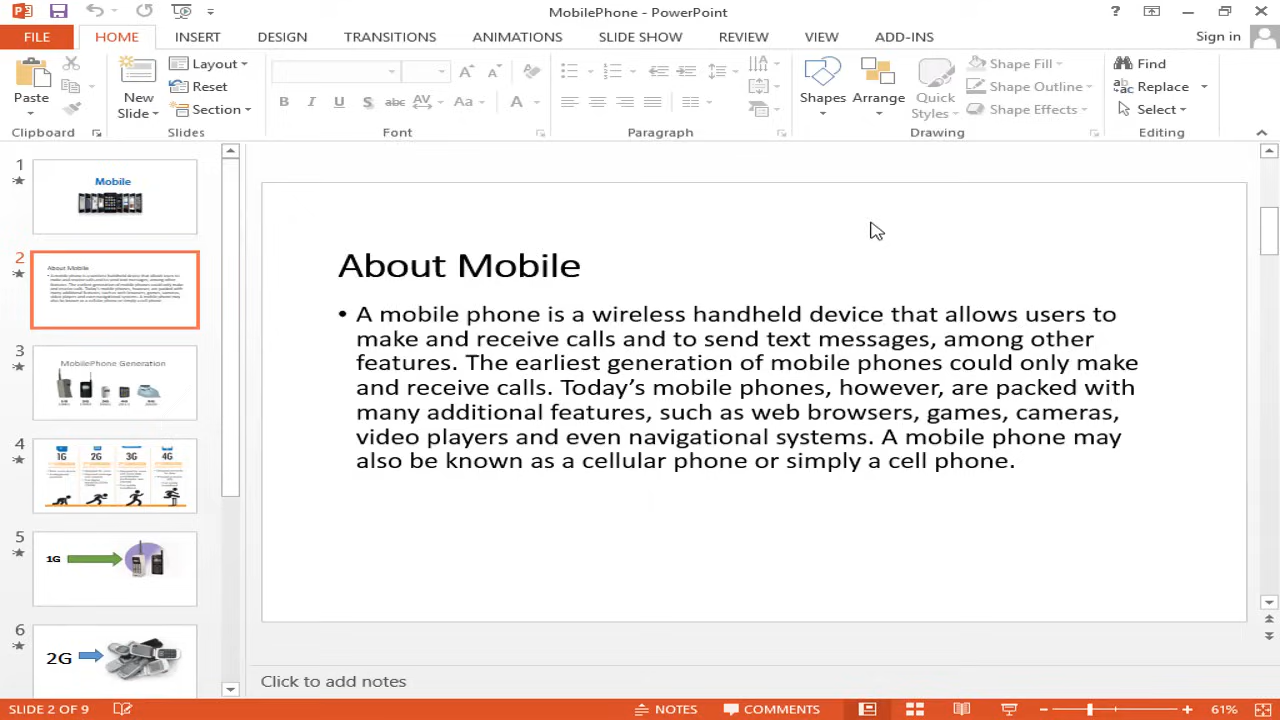 MobilePhone - PowerPoint
Sign in
FILE HOME INSERT DESIGN TRANSITIONS ANIMATIONS SLIDE SHOW REVIEW VIEW ADD-INS
Paste
New Slide
Layout
Reset
Section
Shapes
Arrange
Quick Styles
Shape Fill
Shape Outline
Shape Effects
Find
Replace
Select
Clipboard Slides Font Paragraph Drawing Editing
1
Mobile
2
About Mobile
3
MobilePhone Generation
4
1G 2G 3G 4G
5
1G
6
2G
About Mobile
• A mobile phone is a wireless handheld device that allows users to
make and receive calls and to send text messages, among other
features. The earliest generation of mobile phones could only make
and receive calls. Today’s mobile phones, however, are packed with
many additional features, such as web browsers, games, cameras,
video players and even navigational systems. A mobile phone may
also be known as a cellular phone or simply a cell phone.
Click to add notes
SLIDE 2 OF 9 NOTES COMMENTS 61%